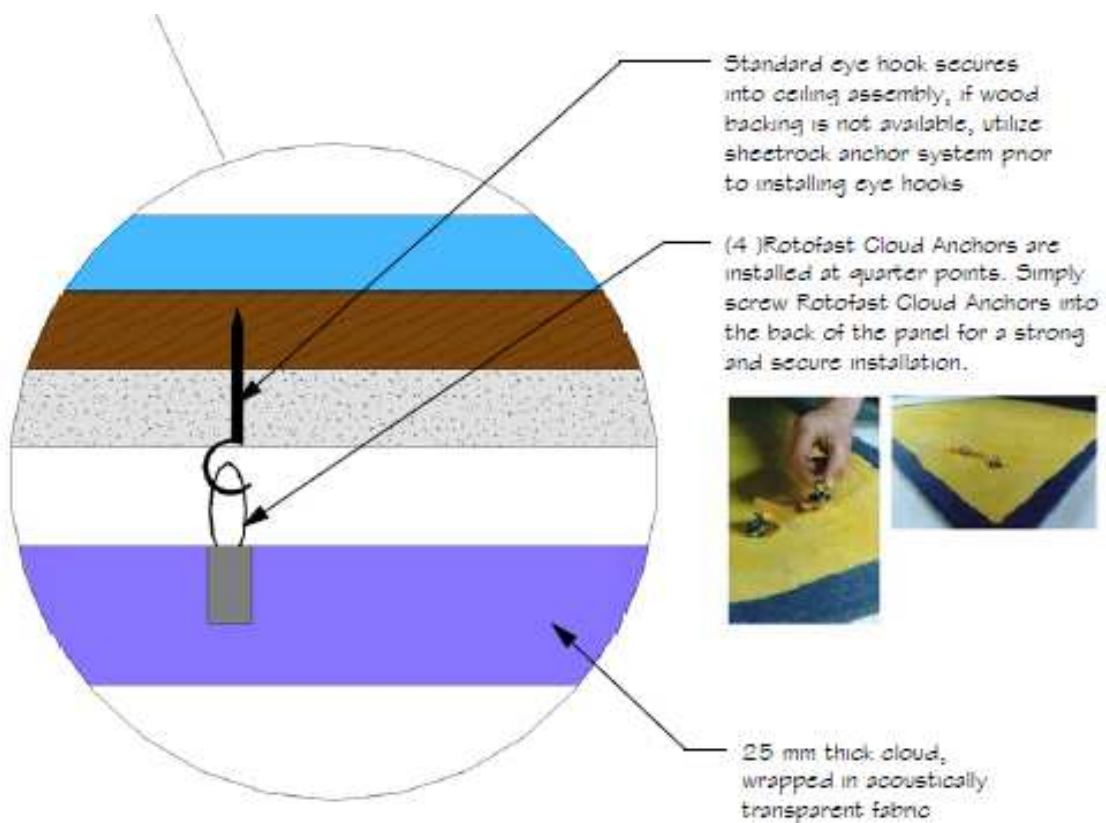 Standard eye hook secures
into ceiling assembly, if wood
backing is not available, utilize
sheetrock anchor system prior
to installing eye hooks
(4 )Rotofast Cloud Anchors are
installed at quarter points. Simply
screw Rotofast Cloud Anchors into
the back of the panel for a strong
and secure installation.
25 mm thick cloud,
wrapped in acoustically
transparent fabric